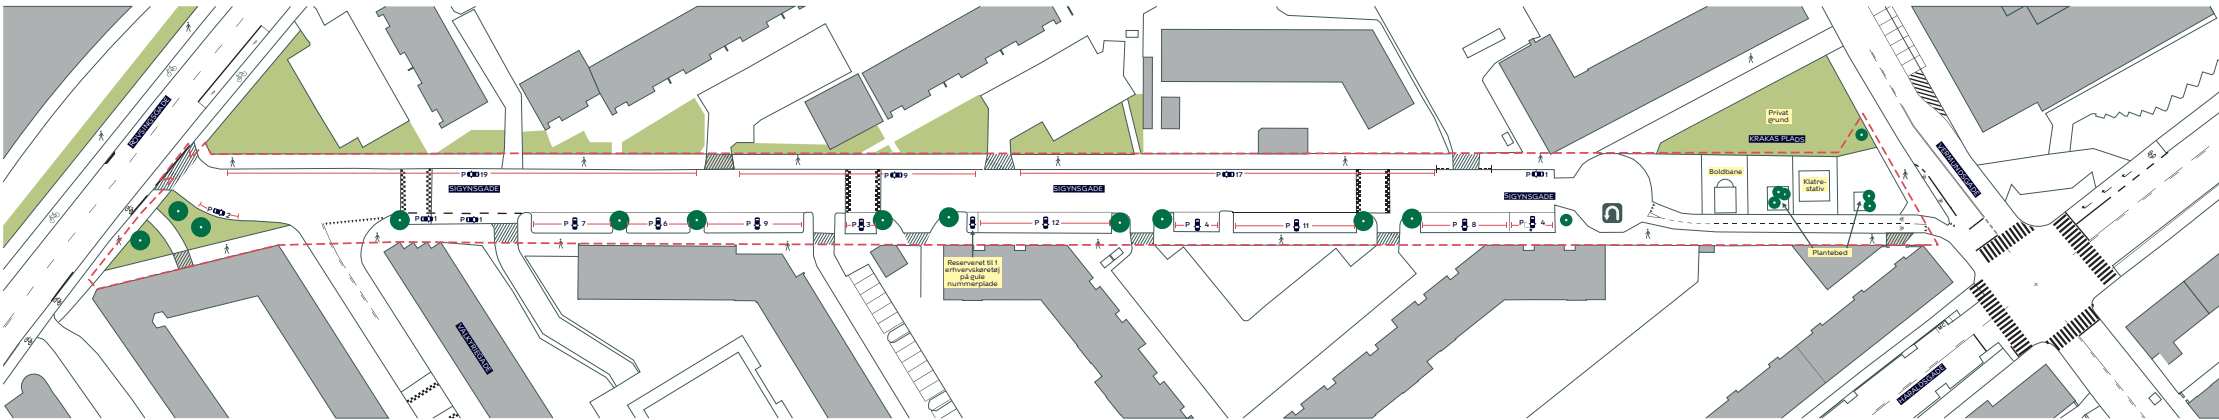 ROVSINGSGADE
P 19
SIGYNSGADE
P 2
P 1
P 1
P 7
P 6
P 9
P 9
P 3
SIGYNSGADE
P 12
P 17
P 4
P 11
P 1
SIGYNSGADE
P 8
P 4
Reserveret til 1
erhvervskøretøj
på gule
nummerplade
VALKYRIEGADE
Privat
grund
KRAKAS PLADS
Boldbane
Klatre-
stativ
Plantebed
VERMUNDSGADE
HARALDSGADE